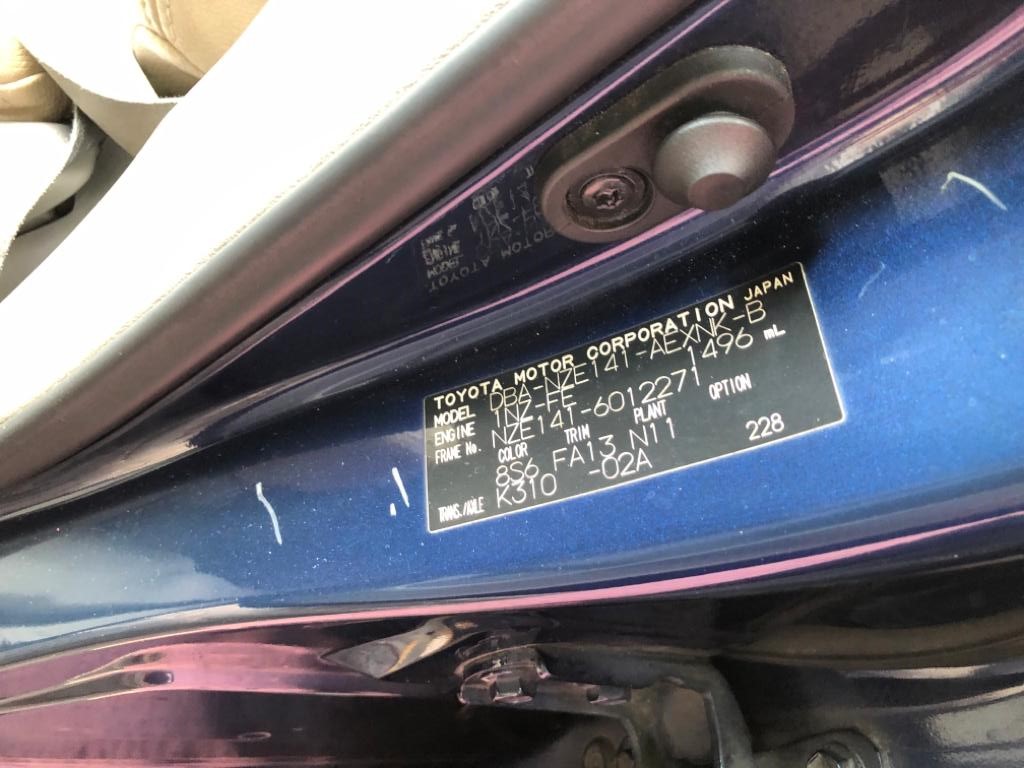 TOYOTA MOTOR CORPORATION JAPAN
MODEL DBA-NZE141-AEXNK-B
ENGINE 1NZ-FE 1496 mL
FRAME No. NZE141-6012271
COLOR TRIM PLANT OPTION
8S6 FA13 N11 228
TRANS./AXLE K310 -02A